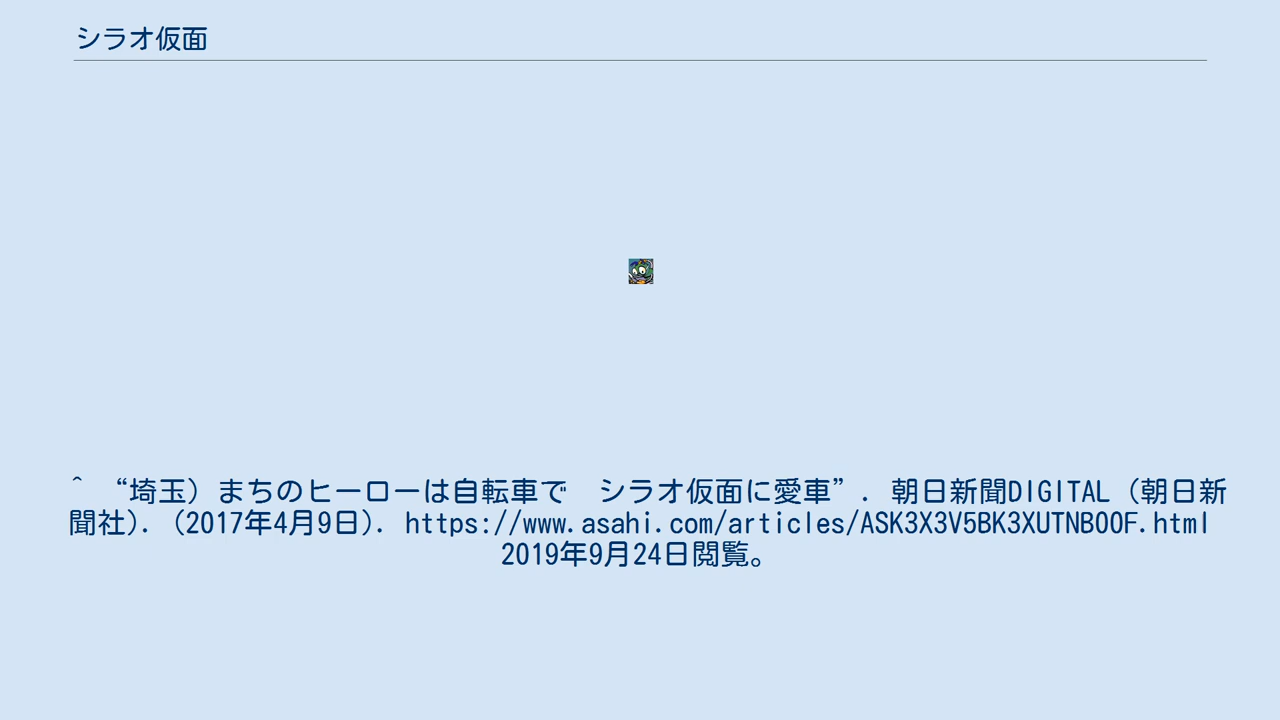 シラオ仮面
^ “埼玉）まちのヒーローは自転車で　シラオ仮面に愛車”. 朝日新聞DIGITAL（朝日新
聞社）. （2017年4月9日）. https://www.asahi.com/articles/ASK3X3V5BK3XUTNB00F.html
2019年9月24日閲覧。